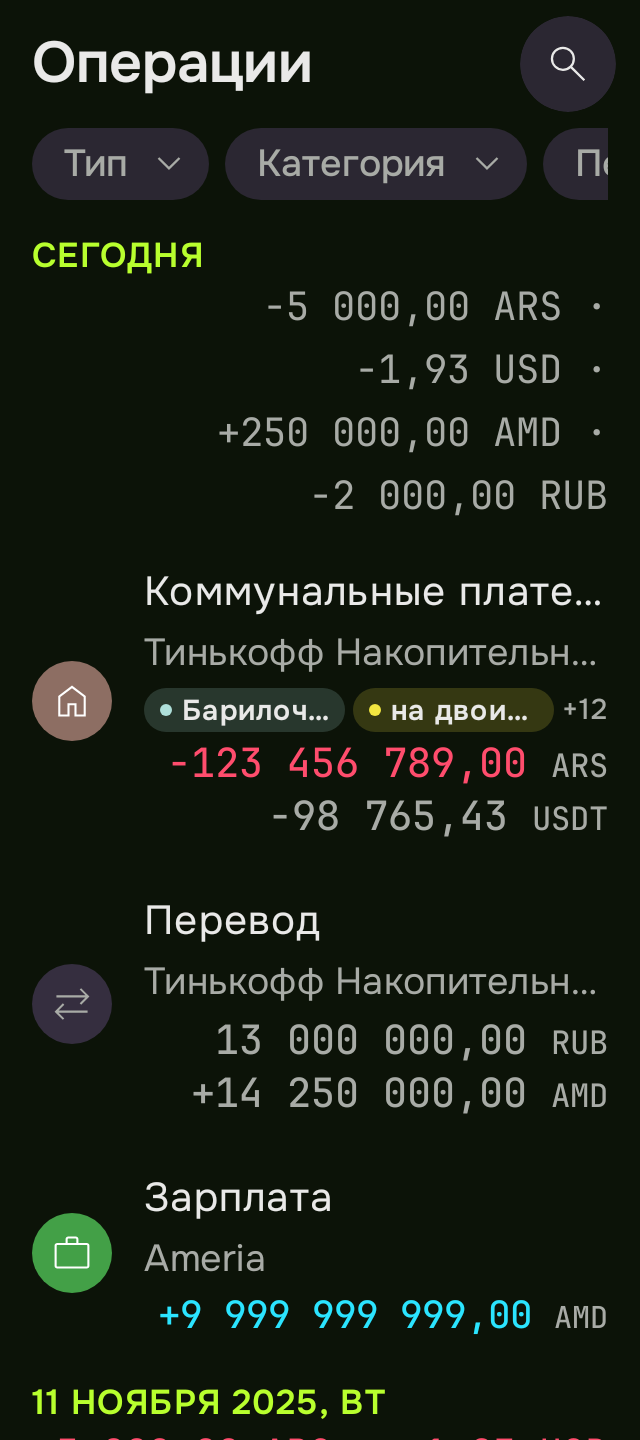 Операции
Тип Категория
СЕГОДНЯ
-5 000,00 ARS ·
-1,93 USD ·
+250 000,00 AMD ·
-2 000,00 RUB
Коммунальные плате...
Тинькофф Накопительн...
Барилоч... на двои... +12
-123 456 789,00 ARS
-98 765,43 USDT
Перевод
Тинькофф Накопительн...
13 000 000,00 RUB
+14 250 000,00 AMD
Зарплата
Ameria
+9 999 999 999,00 AMD
11 НОЯБРЯ 2025, ВТ